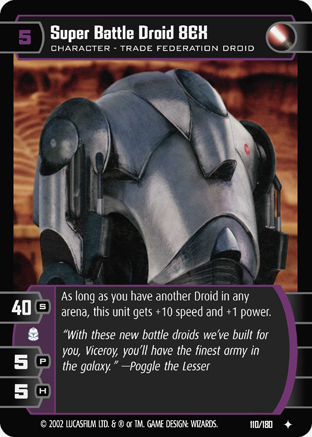 5
Super Battle Droid 8EX
CHARACTER - TRADE FEDERATION DROID
40 S
As long as you have another Droid in any
arena, this unit gets +10 speed and +1 power.
"With these new battle droids we've built for
you, Viceroy, you'll have the finest army in
the galaxy." —Poggle the Lesser
5 P
5 H
© 2002 LUCASFILM LTD. & ® or TM. GAME DESIGN: WIZARDS.
110/180